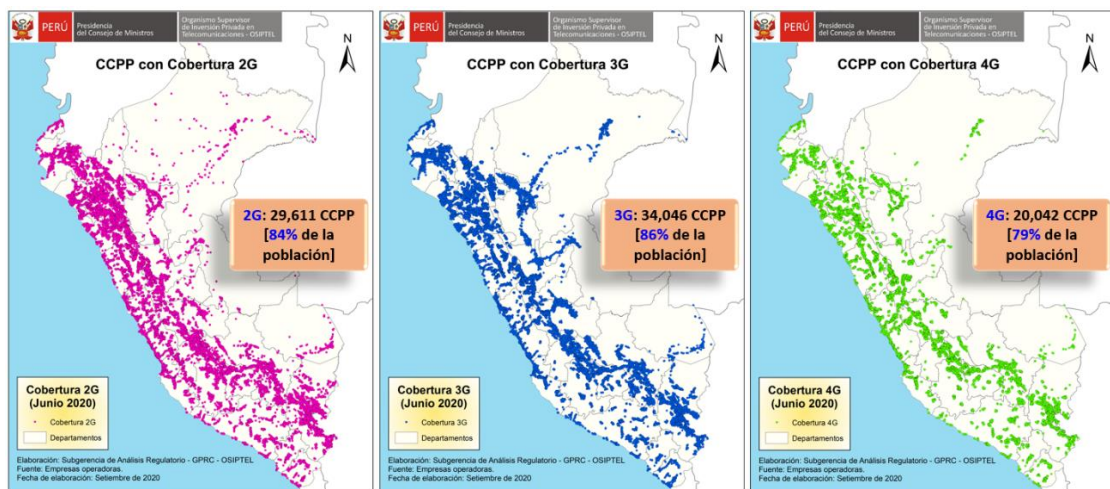 PERÚ
Presidencia
del Consejo de Ministros
Organismo Supervisor
de Inversión Privada en
Telecomunicaciones - OSIPTEL
CCPP con Cobertura 2G
N
2G: 29,611 CCPP
[84% de la
población]
Cobertura 2G
(Junio 2020)
Cobertura 2G
Departamentos
Elaboración: Subgerencia de Análisis Regulatorio - GPRC - OSIPTEL
Fuente: Empresas operadoras.
Fecha de elaboración: Setiembre de 2020
PERÚ
Presidencia
del Consejo de Ministros
Organismo Supervisor
de Inversión Privada en
Telecomunicaciones - OSIPTEL
CCPP con Cobertura 3G
N
3G: 34,046 CCPP
[86% de la
población]
Cobertura 3G
(Junio 2020)
Cobertura 3G
Departamentos
Elaboración: Subgerencia de Análisis Regulatorio - GPRC - OSIPTEL
Fuente: Empresas operadoras.
Fecha de elaboración: Setiembre de 2020
PERÚ
Presidencia
del Consejo de Ministros
Organismo Supervisor
de Inversión Privada en
Telecomunicaciones - OSIPTEL
CCPP con Cobertura 4G
N
4G: 20,042 CCPP
[79% de la
población]
Cobertura 4G
(Junio 2020)
Cobertura 4G
Departamentos
Elaboración: Subgerencia de Análisis Regulatorio - GPRC - OSIPTEL
Fuente: Empresas operadoras.
Fecha de elaboración: Setiembre de 2020